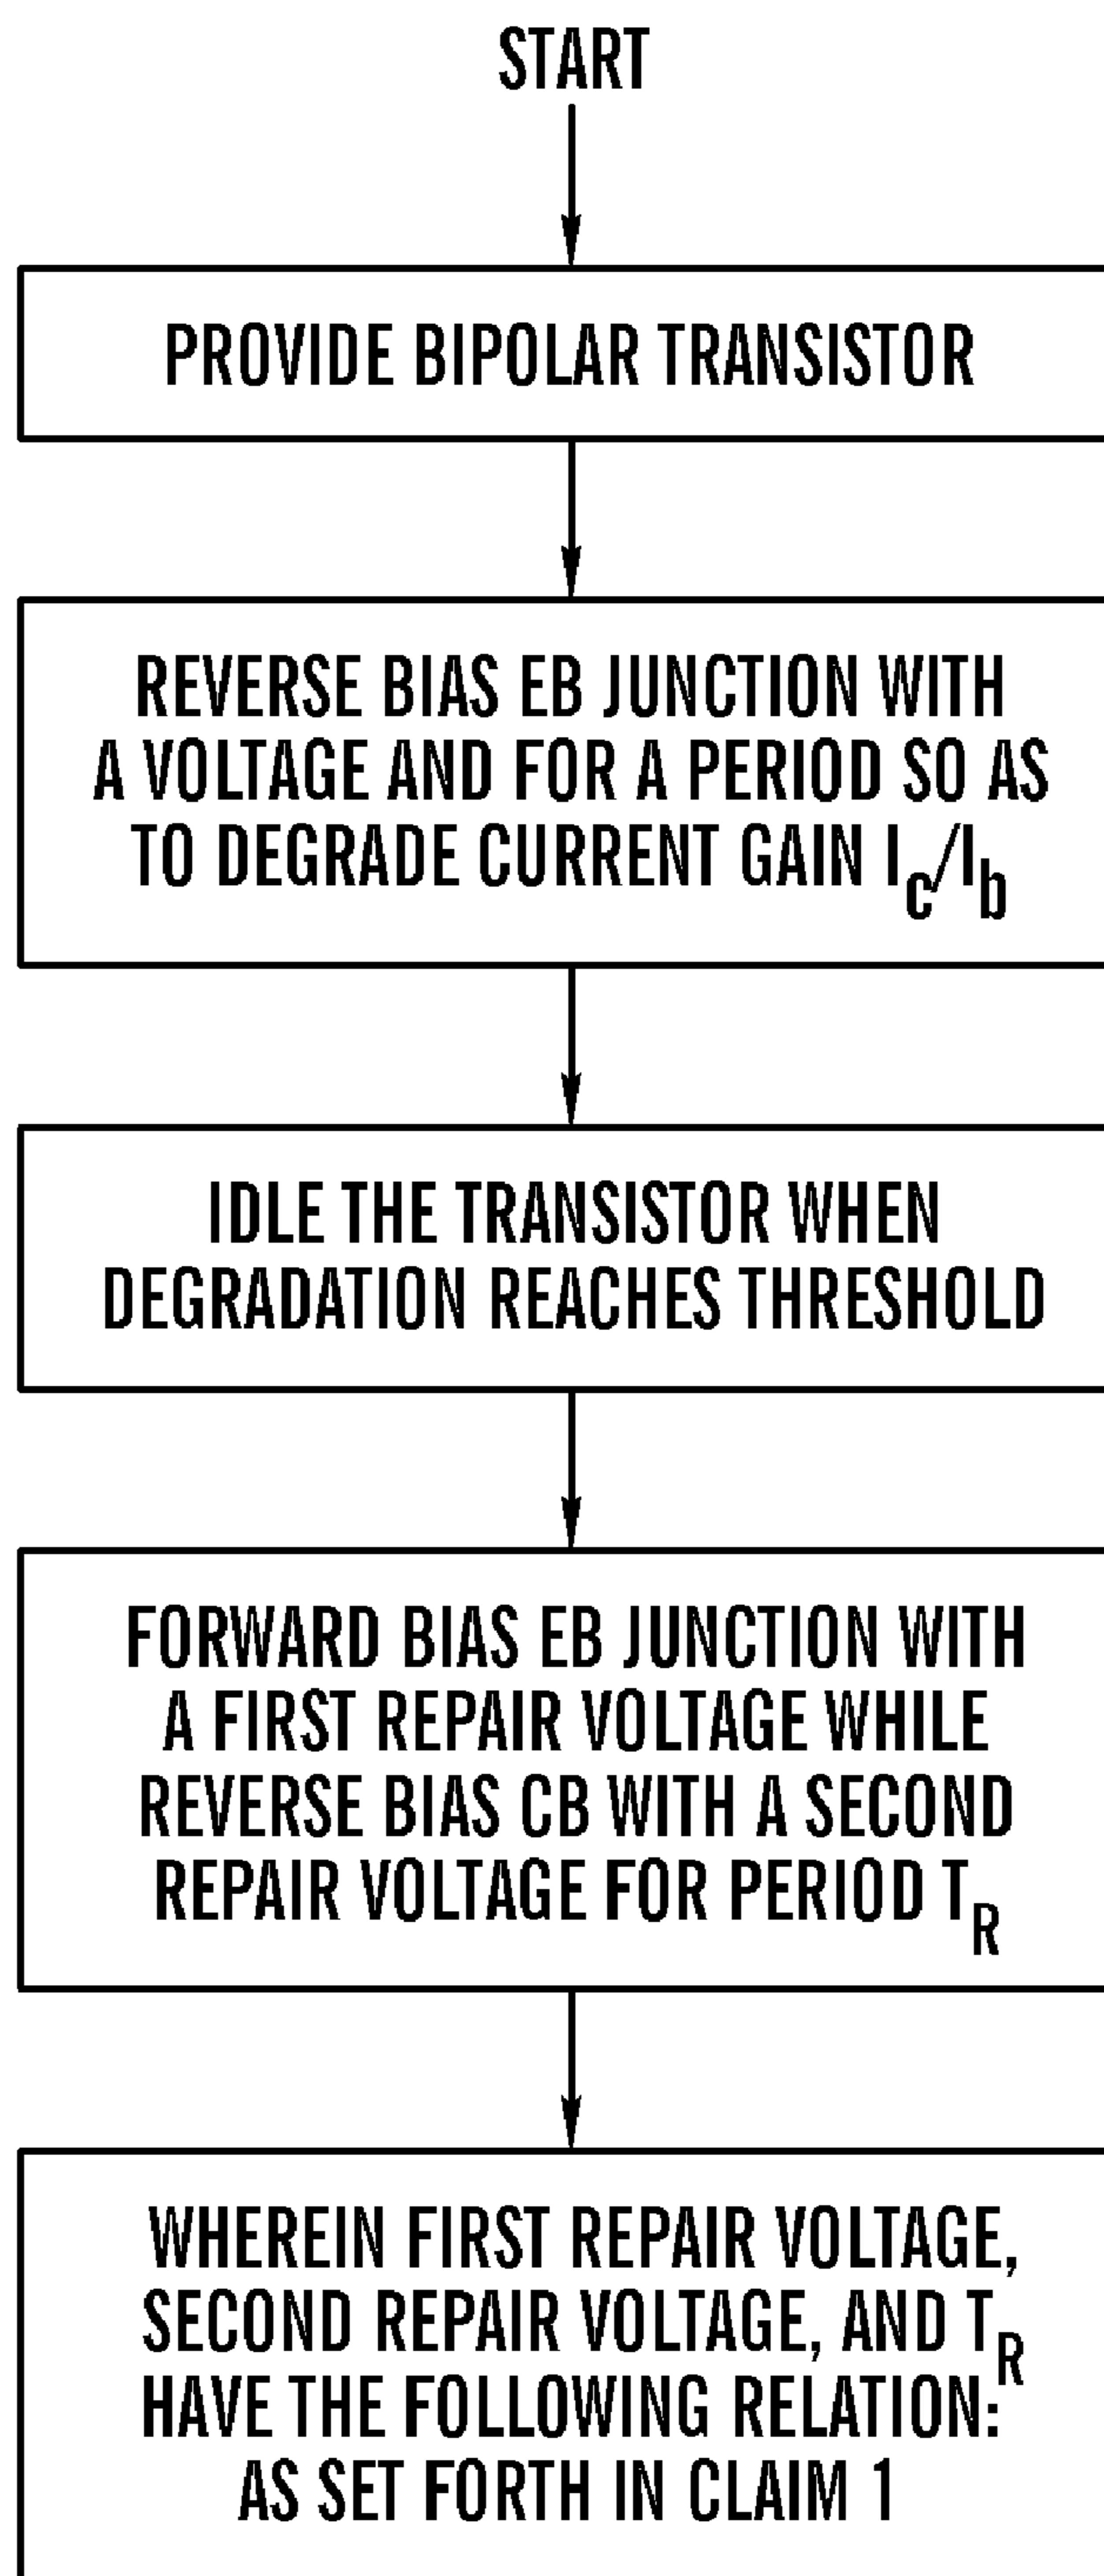 START
PROVIDE BIPOLAR TRANSISTOR
REVERSE BIAS EB JUNCTION WITH
A VOLTAGE AND FOR A PERIOD SO AS
TO DEGRADE CURRENT GAIN Ic/Ib
IDLE THE TRANSISTOR WHEN
DEGRADATION REACHES THRESHOLD
FORWARD BIAS EB JUNCTION WITH
A FIRST REPAIR VOLTAGE WHILE
REVERSE BIAS CB WITH A SECOND
REPAIR VOLTAGE FOR PERIOD TR
WHEREIN FIRST REPAIR VOLTAGE,
SECOND REPAIR VOLTAGE, AND TR
HAVE THE FOLLOWING RELATION:
AS SET FORTH IN CLAIM 1